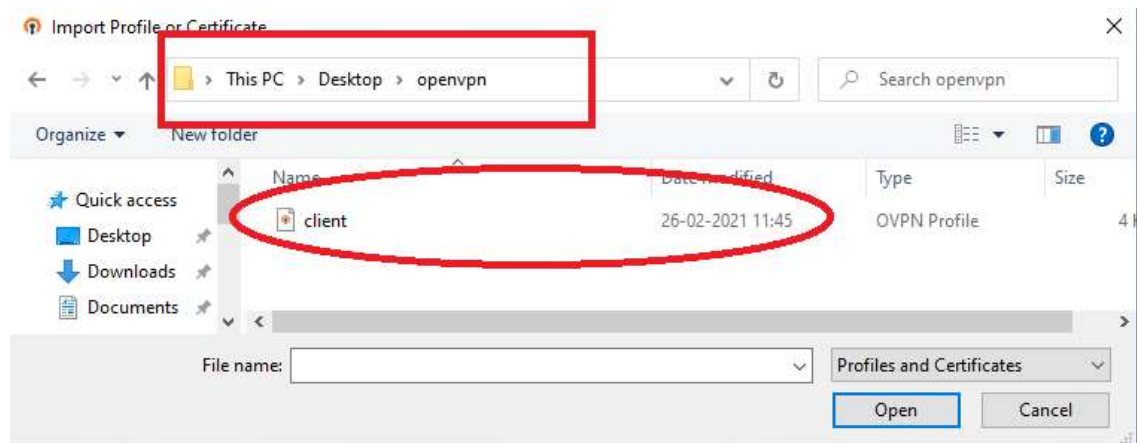 Import Profile or Certificate
This PC > Desktop > openvpn
Search openvpn
Organize
New folder
Name
Date modified
Type
Size
Quick access
client
26-02-2021 11:45
OVPN Profile
4
Desktop
Downloads
Documents
File name:
Profiles and Certificates
Open
Cancel